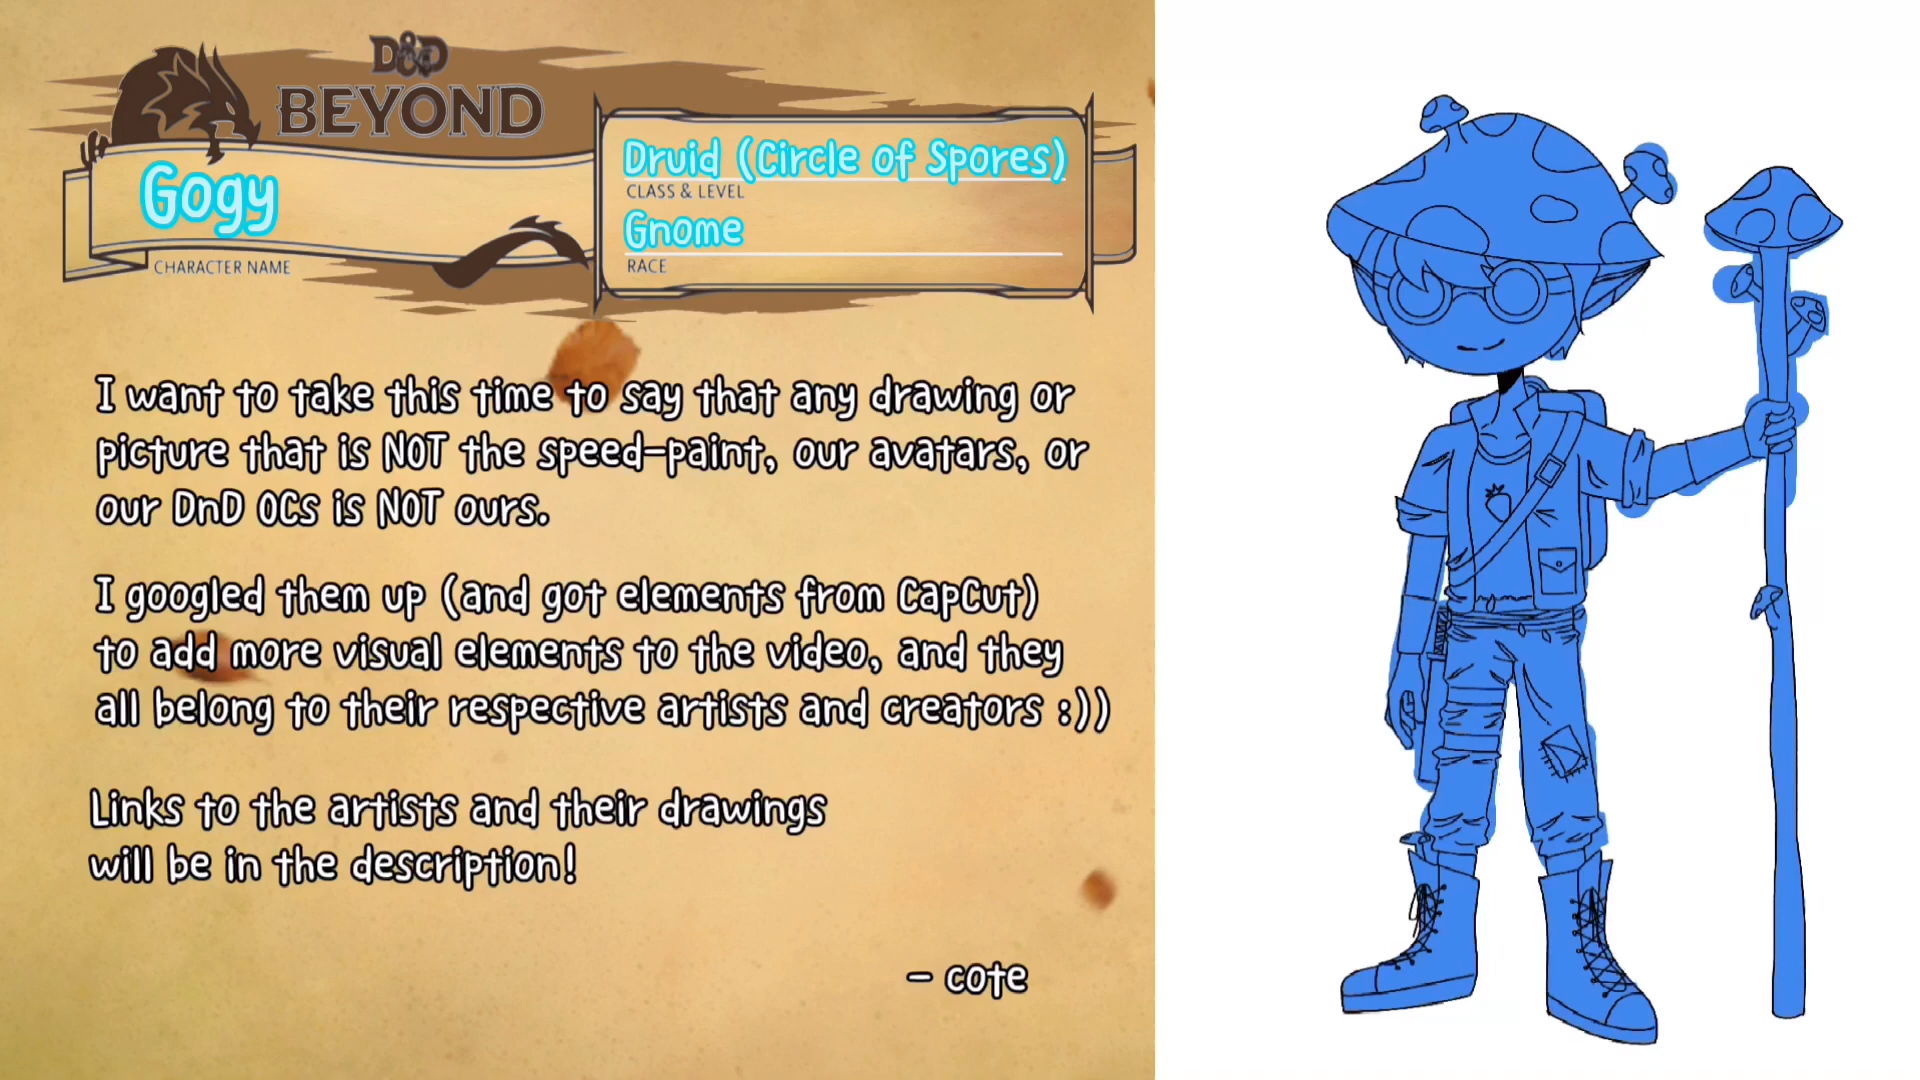 D&D
BEYOND
Gogy
CHARACTER NAME
Druid (Circle of Spores)
CLASS & LEVEL
Gnome
RACE
I want to take this time to say that any drawing or
picture that is NOT the speed-paint, our avatars, or
our DnD OCs is NOT ours.
I googled them up (and got elements from CapCut)
to add more visual elements to the video, and they
all belong to their respective artists and creators :))
Links to the artists and their drawings
will be in the description!
- cote